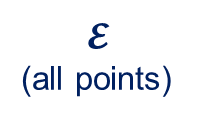 ε
(all points)